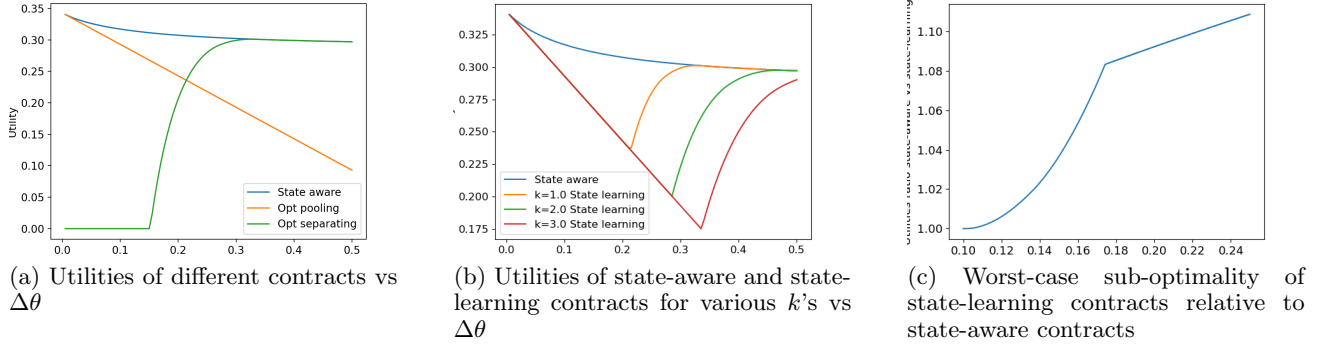 0.35
0.30
0.25
0.20
0.15
0.10
0.05
0.00
Utility
State aware
Opt pooling
Opt separating
0.0 0.1 0.2 0.3 0.4 0.5
(a) Utilities of different contracts vs
Δθ
0.325
0.300
0.275
0.250
0.225
0.200
0.175
State aware
k=1.0 State learning
k=2.0 State learning
k=3.0 State learning
0.0 0.1 0.2 0.3 0.4 0.5
(b) Utilities of state-aware and state-
learning contracts for various k's vs
Δθ
1.10
1.08
1.06
1.04
1.02
1.00
ratio state-aware vs state-learning
0.10 0.12 0.14 0.16 0.18 0.20 0.22 0.24
(c) Worst-case sub-optimality of
state-learning contracts relative to
state-aware contracts